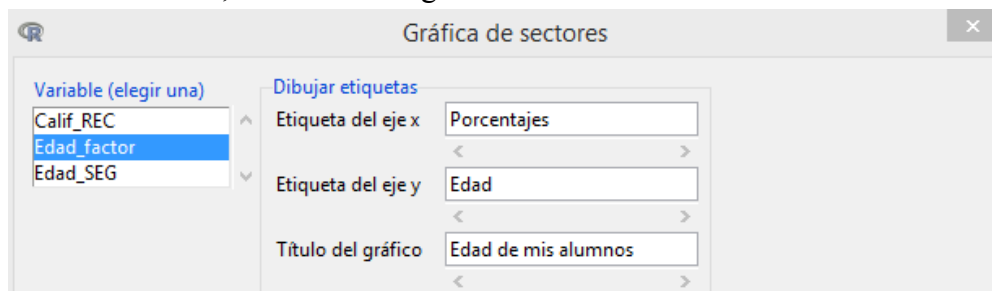 Gráfica de sectores
Variable (elegir una)
Calif_REC
Edad_factor
Edad_SEG
Dibujar etiquetas
Etiqueta del eje x Porcentajes
Etiqueta del eje y Edad
Título del gráfico Edad de mis alumnos